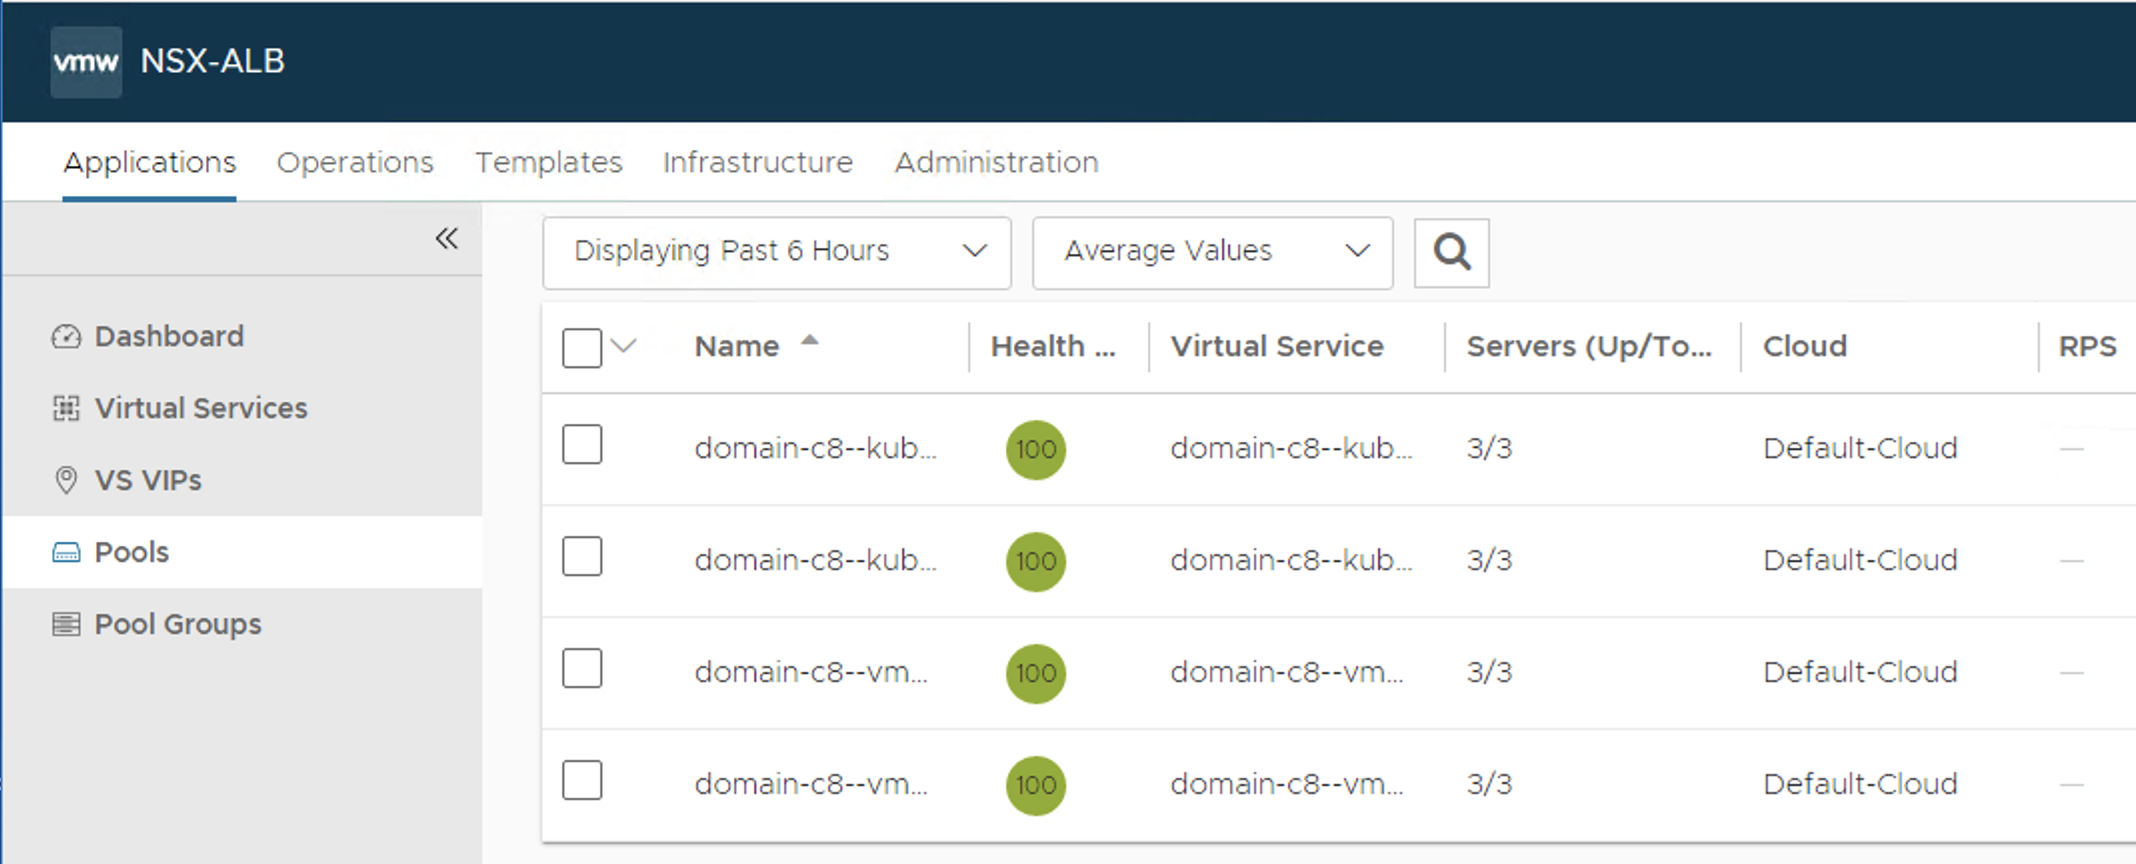 vmw NSX-ALB
Applications Operations Templates Infrastructure Administration
Displaying Past 6 Hours Average Values
Dashboard
Virtual Services
VS VIPs
Pools
Pool Groups
Name Health ... Virtual Service Servers (Up/To... Cloud RPS
domain-c8--kub... 100 domain-c8--kub... 3/3 Default-Cloud —
domain-c8--kub... 100 domain-c8--kub... 3/3 Default-Cloud —
domain-c8--vm... 100 domain-c8--vm... 3/3 Default-Cloud —
domain-c8--vm... 100 domain-c8--vm... 3/3 Default-Cloud —